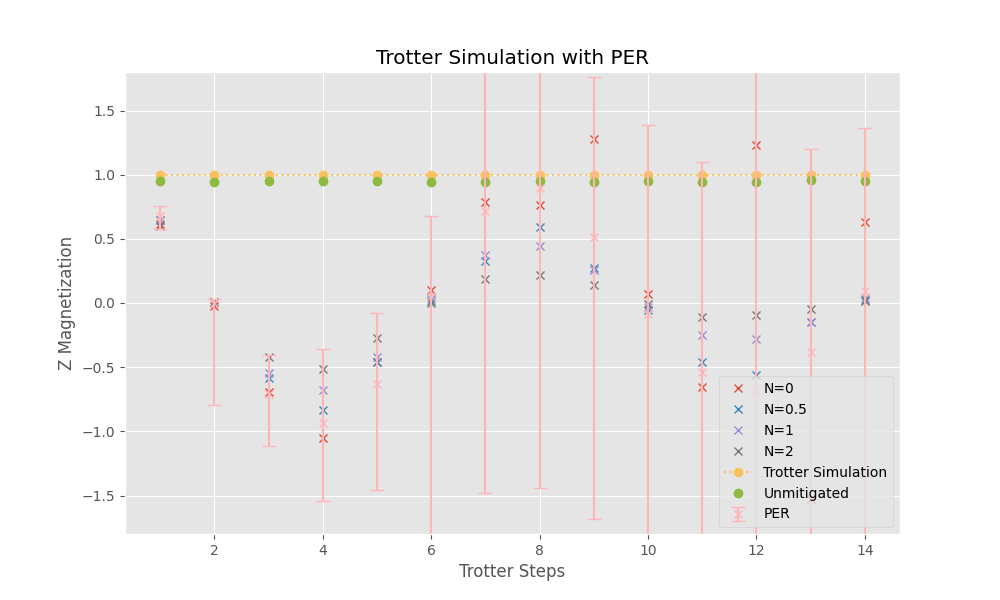 Trotter Simulation with PER
Z Magnetization
1.5
1.0
0.5
0.0
−0.5
−1.0
−1.5
2
4
6
8
10
12
14
Trotter Steps
N=0
N=0.5
N=1
N=2
Trotter Simulation
Unmitigated
PER